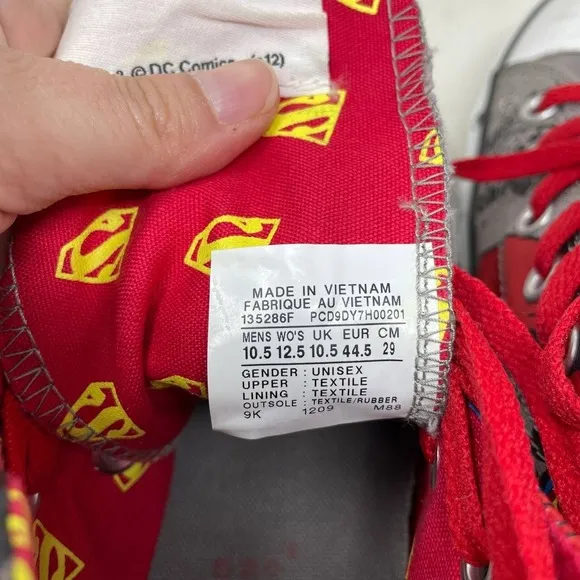 © DC Comics 12)
MADE IN VIETNAM
FABRIQUE AU VIETNAM
135286F PCD9DY7H00201
MENS WO'S UK EUR CM
10.5 12.5 10.5 44.5 29
GENDER : UNISEX
UPPER : TEXTILE
LINING : TEXTILE
OUTSOLE : TEXTILE/RUBBER
9K 1209 M88